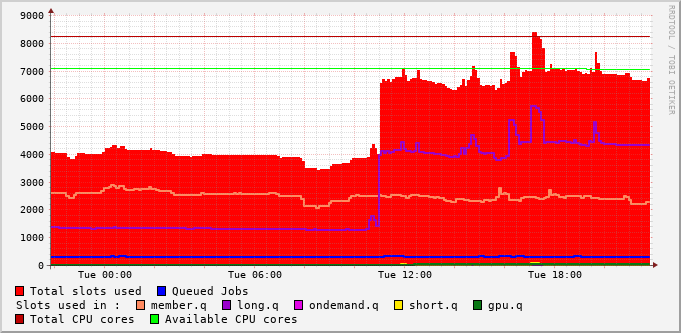 RRDTOOL / TOBI OETIKER
9000
8000
7000
6000
5000
4000
3000
2000
1000
0
Tue 00:00 Tue 06:00 Tue 12:00 Tue 18:00
Total slots used Queued Jobs
Slots used in : member.q long.q ondemand.q short.q gpu.q
Total CPU cores Available CPU cores